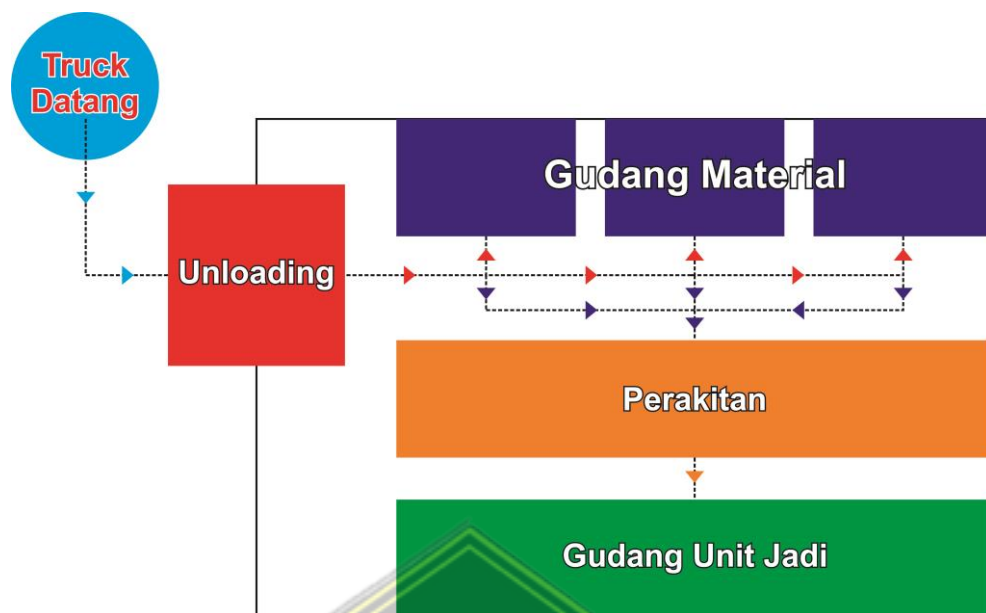 Truck
Datang
Gudang Material
Unloading
Perakitan
Gudang Unit Jadi